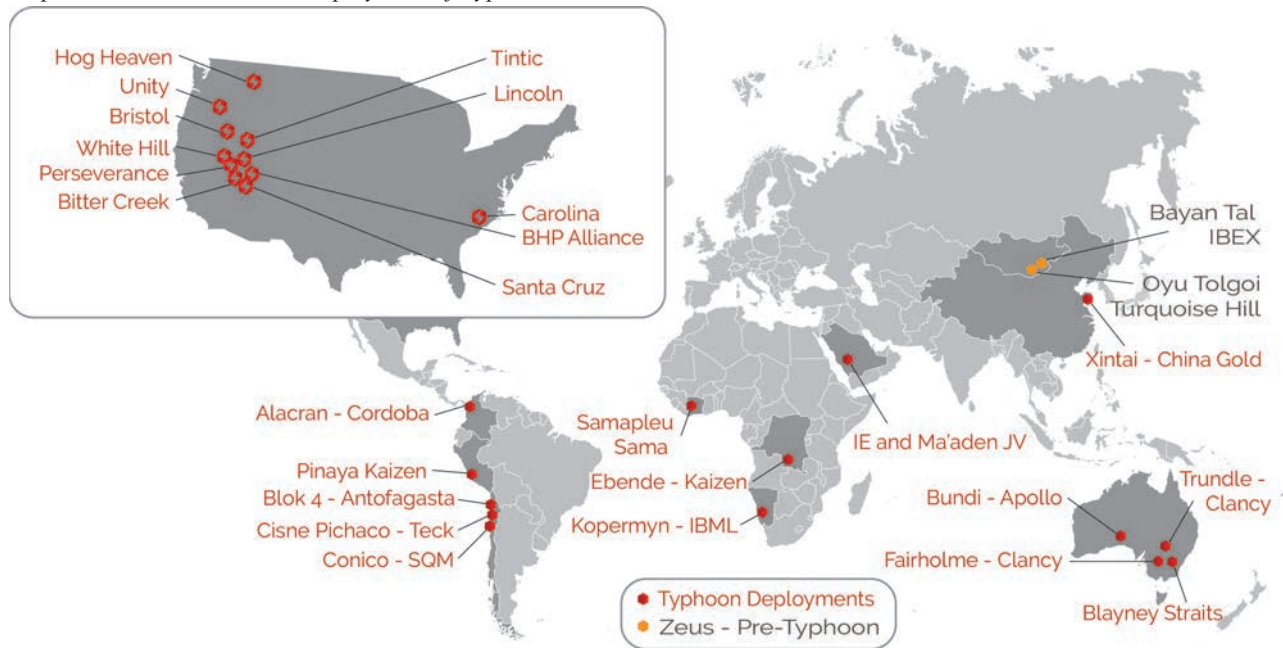 Hog Heaven
Unity
Bristol
White Hill
Perseverance
Bitter Creek
Tintic
Lincoln
Carolina
BHP Alliance
Santa Cruz
Bayan Tal
IBEX
Oyu Tolgoi
Turquoise Hill
Xintai - China Gold
Alacran - Cordoba
Pinaya Kaizen
Blok 4 - Antofagasta
Cisne Pichaco - Teck
Conico - SQM
Samapleu
Sama
Ebende - Kaizen
Kopermyn - IBML
IE and Ma'aden JV
Bundi - Apollo
Trundle -
Clancy
Fairholme - Clancy
Blayney Straits
Typhoon Deployments
Zeus - Pre-Typhoon